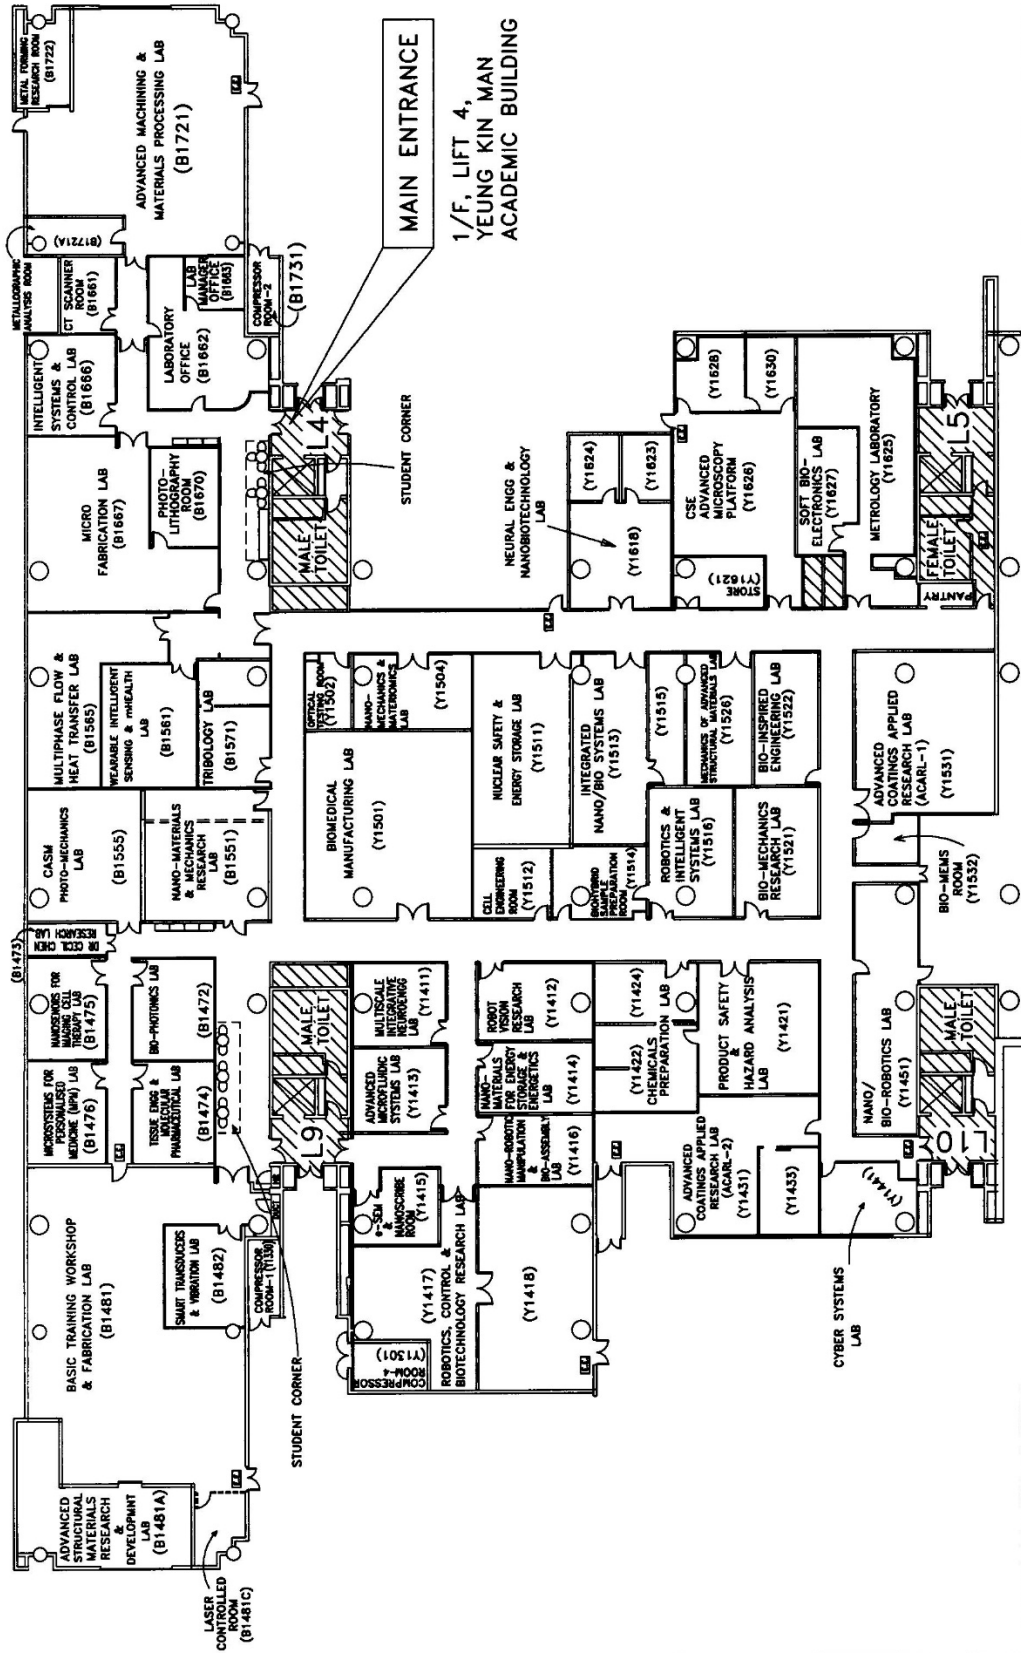 METAL FORMING
RESEARCH ROOM
(B1722)
ADVANCED MACHINING &
MATERIALS PROCESSING LAB
(B1721)
(B1721A)
METALLOGRAPHIC
ANALYSIS ROOM
CT SCANNER
ROOM
(B1661)
LAB
MANAGER
OFFICE
(B1663)
LABORATORY
OFFICE
(B1662)
COMPRESSOR
ROOM-2
(B1731)
INTELLIGENT
SYSTEMS &
CONTROL LAB
(B1666)
MICRO
FABRICATION LAB
(B1667)
PHOTO-
LITHOGRAPHY
ROOM
(B1670)
STUDENT CORNER
L4
MALE
TOILET
MAIN ENTRANCE
1/F, LIFT 4,
YEUNG KIN MAN
ACADEMIC BUILDING
MULTIPHASE FLOW &
HEAT TRANSFER LAB
(B1565)
WEARABLE INTELLIGENT
SENSING & mHEALTH
LAB
(B1561)
TRIBOLOGY LAB
(B1571)
CASM
PHOTO-MECHANICS
LAB
(B1555)
NANO-MATERIALS
& MECHANICS
RESEARCH
LAB
(B1551)
DR CECIL CHEN
RESEARCH LAB
(B1473)
NANOSENSORS FOR
IMAGING CELL
THERAPY LAB
(B1475)
BIO-PHOTONICS LAB
(B1472)
MICROSYSTEMS FOR
PERSONALISED
MEDICINE (MPM) LAB
(B1476)
TISSUE ENGG &
MOLECULAR
PHARMACEUTICAL LAB
(B1474)
BASIC TRAINING WORKSHOP
& FABRICATION LAB
(B1481)
SMART TRANSDUCERS
& VIBRATION LAB
(B1482)
COMPRESSOR
ROOM-1 (Y1330)
DUCT
STUDENT CORNER
ADVANCED
STRUCTURAL
MATERIALS
RESEARCH
&
DEVELOPMNT
LAB
(B1481A)
LASER
CONTROLLED
ROOM
(B1481C)
L9
MALE
TOILET
OPTICAL
TESTING ROOM
(Y1502)
NANO-
MECHANICS &
MATERIOMICS
LAB
(Y1504)
BIOMEDICAL
MANUFACTURING LAB
(Y1501)
NUCLEAR SAFETY &
ENERGY STORAGE LAB
(Y1511)
CELL
ENGINEERING
ROOM
(Y1512)
INTEGRATED
NANO/BIO SYSTEMS LAB
(Y1513)
BIOHYBRID
SAMPLE
PREPARATION
ROOM
(Y1514)
(Y1515)
ROBOTICS &
INTELLIGENT
SYSTEMS LAB
(Y1516)
MECHANICS OF ADVANCED
STRUCTURAL MATERIALS LAB
(Y1526)
BIO-INSPIRED
ENGINEERING LAB
(Y1522)
BIO-MECHANICS
RESEARCH LAB
(Y1521)
ADVANCED
COATINGS APPLIED
RESEARCH LAB
(ACARL-1)
(Y1531)
BIO-MEMS
ROOM
(Y1532)
NEURAL ENGG &
NANOBIOTECHNOLOGY
LAB
(Y1618)
(Y1624)
(Y1623)
STORE
(Y1621)
CSE ADVANCED
MICROSCOPY
PLATFORM
(Y1626)
(Y1628)
(Y1630)
SOFT BIO-
ELECTRONICS LAB
(Y1627)
METROLOGY LABORATORY
(Y1625)
L5
FEMALE
TOILET
PANTRY
MULTISCALE
INTEGRATIVE
NEUROENGG
LAB
(Y1411)
ADVANCED
MICROFLUIDIC
SYSTEMS LAB
(Y1413)
e-SEM
&
NANOSCRIBE
ROOM
(Y1415)
(Y1417)
ROBOTICS, CONTROL &
BIOTECHNOLOGY RESEARCH LAB
COMPRESSOR
ROOM-4
(Y1301)
(Y1418)
ROBOT
VISION
RESEARCH
LAB
(Y1412)
NANO-
MATERIALS
FOR ENERGY
STORAGE &
ENERGETICS
LAB
(Y1414)
NANO-ROBOTIC
MANIPULATION
&
BIO-ASSEMBLY
LAB
(Y1416)
(Y1424)
(Y1422)
CHEMICALS
PREPARATION LAB
PRODUCT SAFETY
&
HAZARD ANALYSIS
LAB
(Y1421)
ADVANCED
COATINGS APPLIED
RESEARCH LAB
(ACARL-2)
(Y1431)
(Y1433)
(Y1441)
CYBER SYSTEMS
LAB
NANO/
BIO-ROBOTICS LAB
(Y1451)
L10
MALE
TOILET